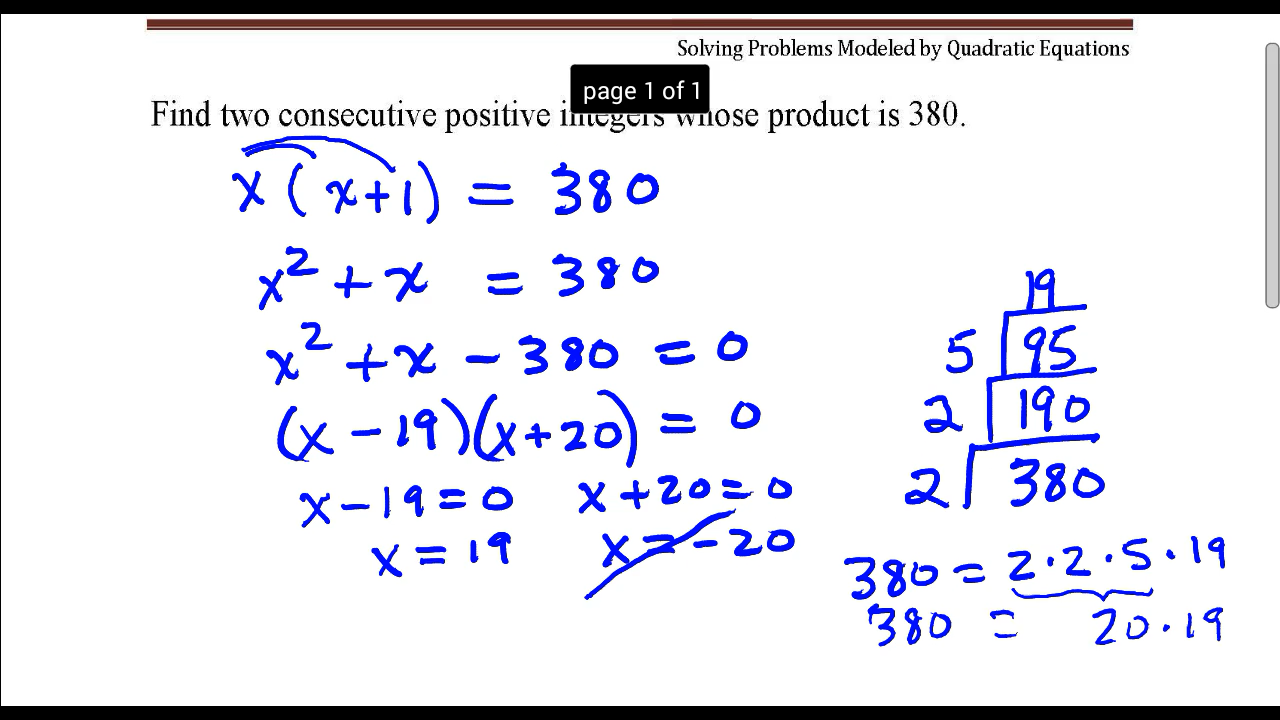 Solving Problems Modeled by Quadratic Equations
page 1 of 1
Find two consecutive positive integers whose product is 380.
x(x+1) = 380
x² + x = 380
x² + x - 380 = 0
(x - 19)(x + 20) = 0
x - 19 = 0 x + 20 = 0
x = 19 x = -20
19
5 95
2 190
2 380
380 = 2·2·5·19
380 = 20·19